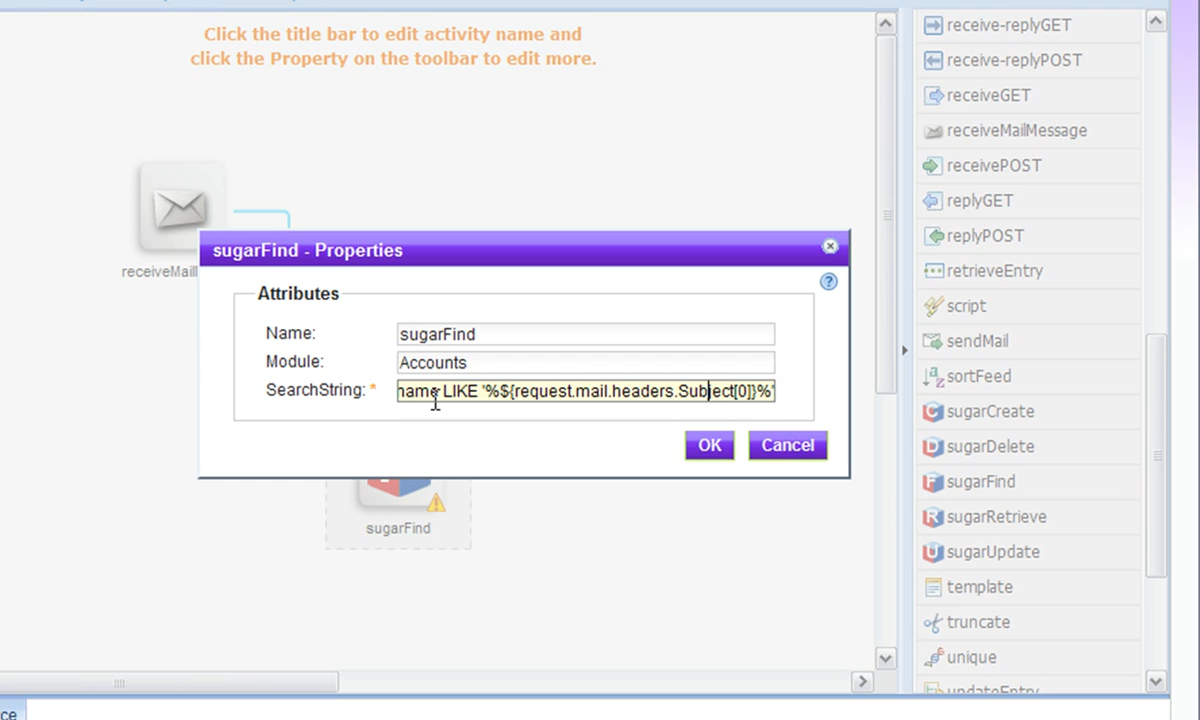 Click the title bar to edit activity name and
click the Property on the toolbar to edit more.
receiveMail
sugarFind - Properties
Attributes
Name:
sugarFind
Module:
Accounts
SearchString: *
name LIKE '%${request.mail.headers.Subject[0]}%'
OK
Cancel
sugarFind
receive-replyGET
receive-replyPOST
receiveGET
receiveMailMessage
receivePOST
replyGET
replyPOST
retrieveEntry
script
sendMail
sortFeed
sugarCreate
sugarDelete
sugarFind
sugarRetrieve
sugarUpdate
template
truncate
unique
updateEntry
ce